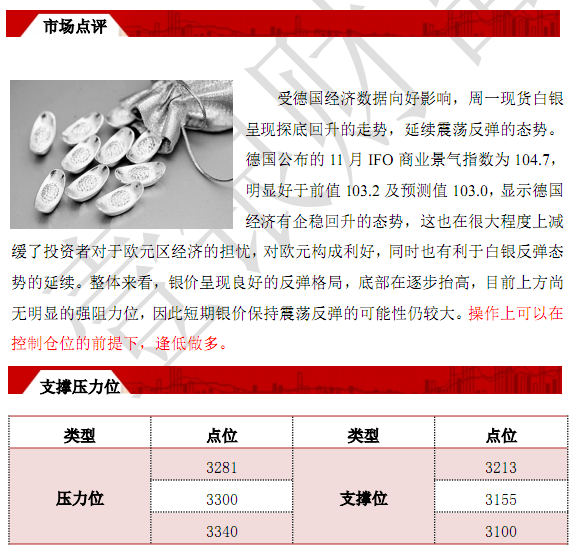 市场点评
受德国经济数据向好影响，周一现货白银
呈现探底回升的走势，延续震荡反弹的态势。
德国公布的 11 月 IFO 商业景气指数为 104.7,
明显好于前值 103.2 及预测值 103.0，显示德国
经济有企稳回升的态势，这也在很大程度上减
缓了投资者对于欧元区经济的担忧，对欧元构成利好，同时也有利于白银反弹态
势的延续。整体来看，银价呈现良好的反弹格局，底部在逐步抬高，目前上方尚
无明显的强阻力位，因此短期银价保持震荡反弹的可能性仍较大。操作上可以在
控制仓位的前提下，逢低做多。
支撑压力位
类型 点位 类型 点位
压力位 3281 支撑位 3213
3300 3155
3340 3100